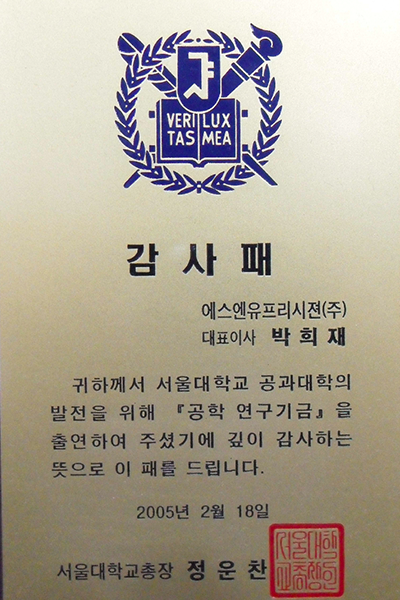 VERI LUX
TAS MEA
감사패
에스엔유프리시젼(주)
대표이사 박희재
귀하께서 서울대학교 공과대학의
발전을 위해 『공학 연구기금』을
출연하여 주셨기에 깊이 감사하는
뜻으로 이 패를 드립니다.
2005년 2월 18일
서울대학교총장 정운찬